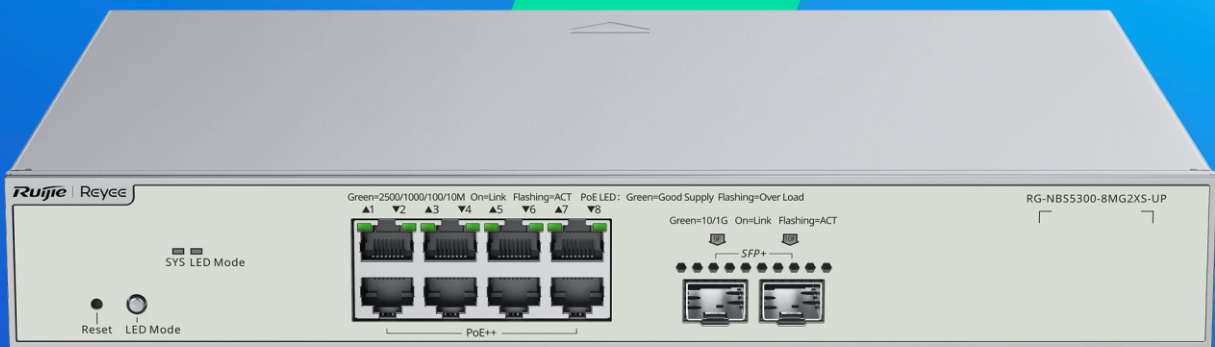 Ruijie | Reyee
Green=2500/1000/100/10M On=Link Flashing=ACT PoE LED: Green=Good Supply Flashing=Over Load
▲1 ▼2 ▲3 ▼4 ▲5 ▼6 ▲7 ▼8
RG-NBS5300-8MG2XS-UP
Green=10/1G On=Link Flashing=ACT
9F 10F
SFP+
SYS LED Mode
Reset LED Mode
PoE++